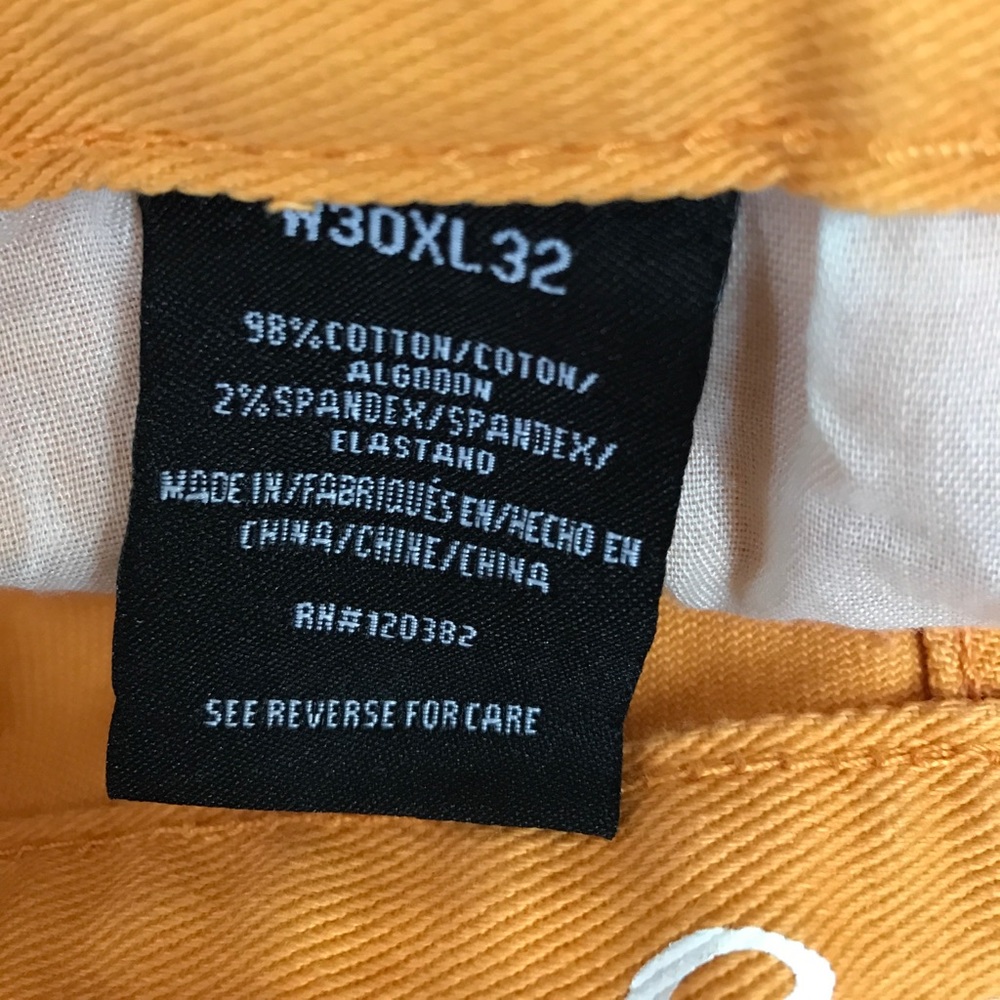 W30XL32
98%COTTON/COTON/
ALGODON
2%SPANDEX/SPANDEX/
ELASTANO
MADE IN/FABRIQUÉS EN/HECHO EN
CHINA/CHINE/CHINA
RN#120382
SEE REVERSE FOR CARE